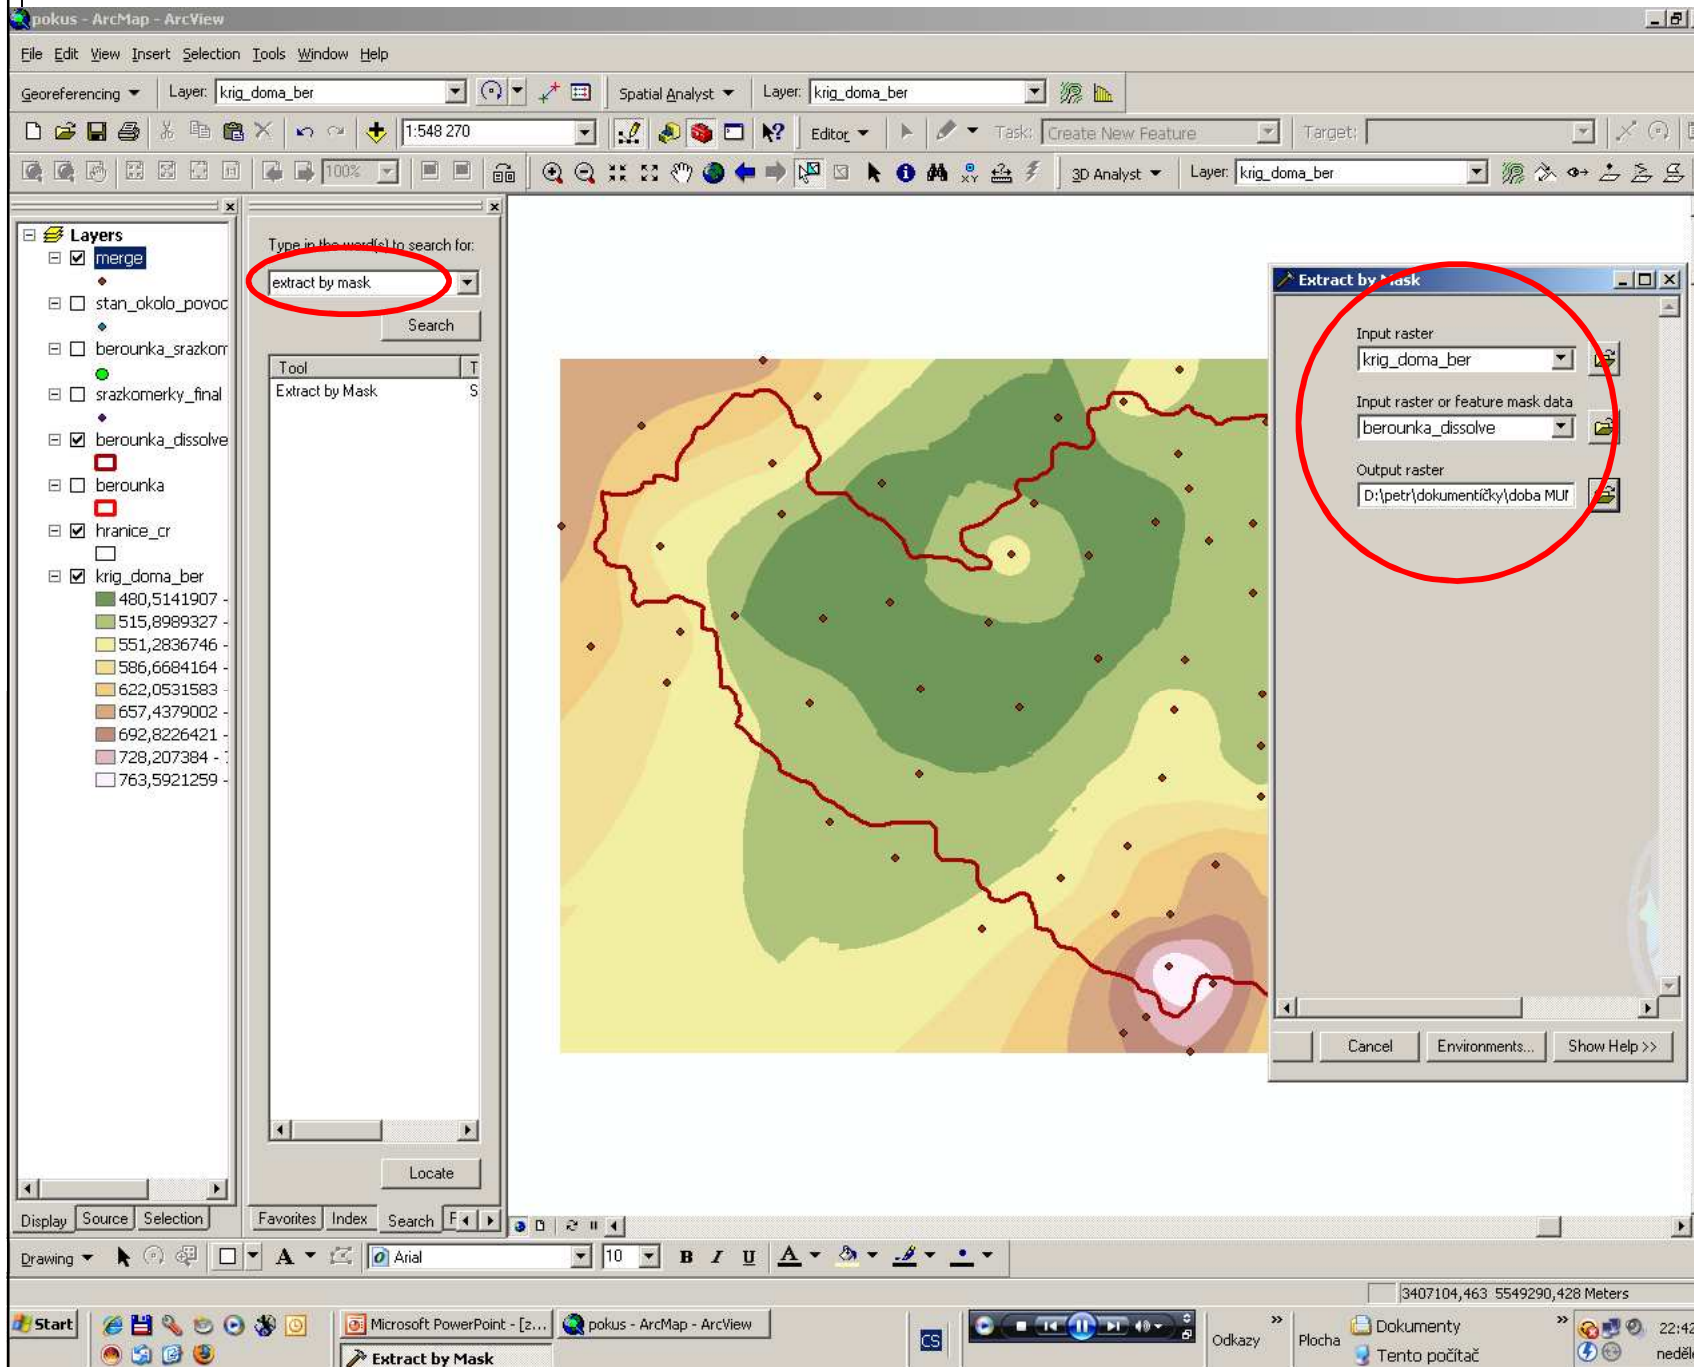 pokus - ArcMap - ArcView
File Edit View Insert Selection Tools Window Help
Georeferencing Layer: krig_doma_ber Spatial Analyst Layer: krig_doma_ber
1:548 270 Editor Task: Create New Feature Target:
100% 3D Analyst Layer: krig_doma_ber
Layers
merge
stan_okolo_povoc
berounka_srazkom
srazkomerky_final
berounka_dissolve
berounka
hranice_cr
krig_doma_ber
480,5141907 -
515,8989327 -
551,2836746 -
586,6684164 -
622,0531583 -
657,4379002 -
692,8226421 -
728,207384 -
763,5921259 -
Display Source Selection
Type in the word(s) to search for:
extract by mask
Search
Tool T
Extract by Mask S
Locate
Favorites Index Search F
Extract by Mask
Input raster
krig_doma_ber
Input raster or feature mask data
berounka_dissolve
Output raster
D:\petr\dokumentíčky\doba MUI
Cancel Environments... Show Help >>
Drawing A Arial 10 B I U A
3407104,463 5549290,428 Meters
Start Microsoft PowerPoint - [z... pokus - ArcMap - ArcView CS Odkazy » Plocha Dokumenty » 22:42
Extract by Mask Tento počítač neděle